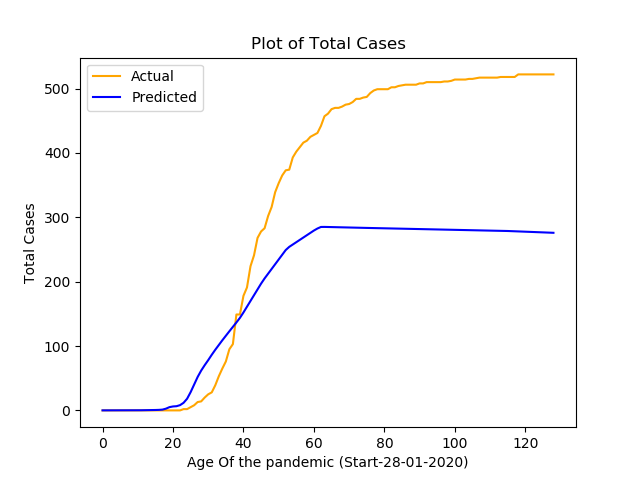 Plot of Total Cases
Actual
Predicted
Total Cases
500
400
300
200
100
0
0 20 40 60 80 100 120
Age Of the pandemic (Start-28-01-2020)